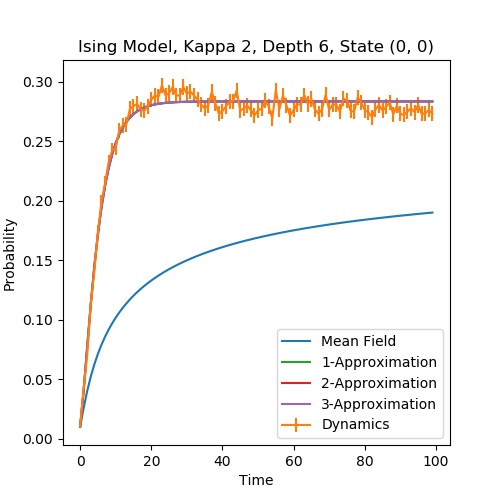 Ising Model, Kappa 2, Depth 6, State (0, 0)
0.30
0.25
0.20
0.15
0.10
0.05
0.00
Probability
0 20 40 60 80 100
Time
Mean Field
1-Approximation
2-Approximation
3-Approximation
Dynamics